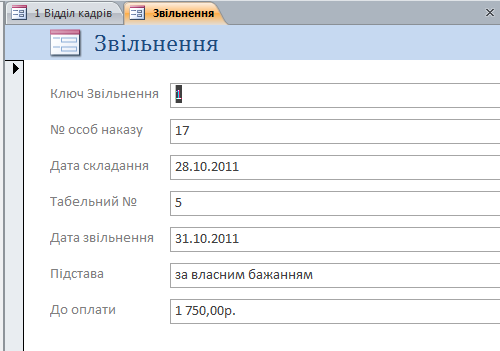 1 Відділ кадрів Звільнення
Звільнення
Ключ Звільнення 1
№ особ наказу 17
Дата складання 28.10.2011
Табельний № 5
Дата звільнення 31.10.2011
Підстава за власним бажанням
До оплати 1 750,00р.